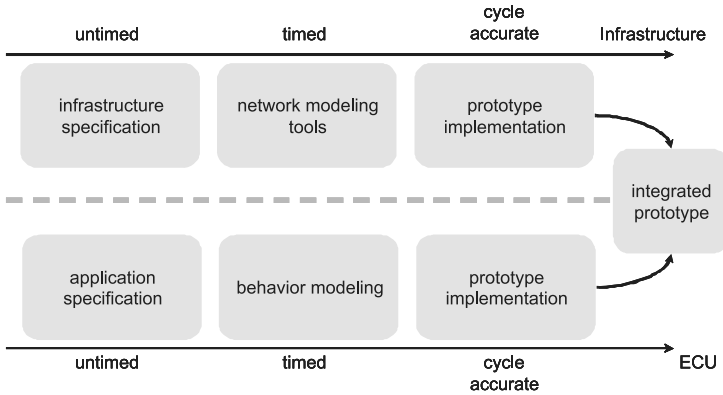 untimed
timed
cycle
accurate
Infrastructure
infrastructure
specification
network modeling
tools
prototype
implementation
integrated
prototype
application
specification
behavior modeling
prototype
implementation
untimed
timed
cycle
accurate
ECU